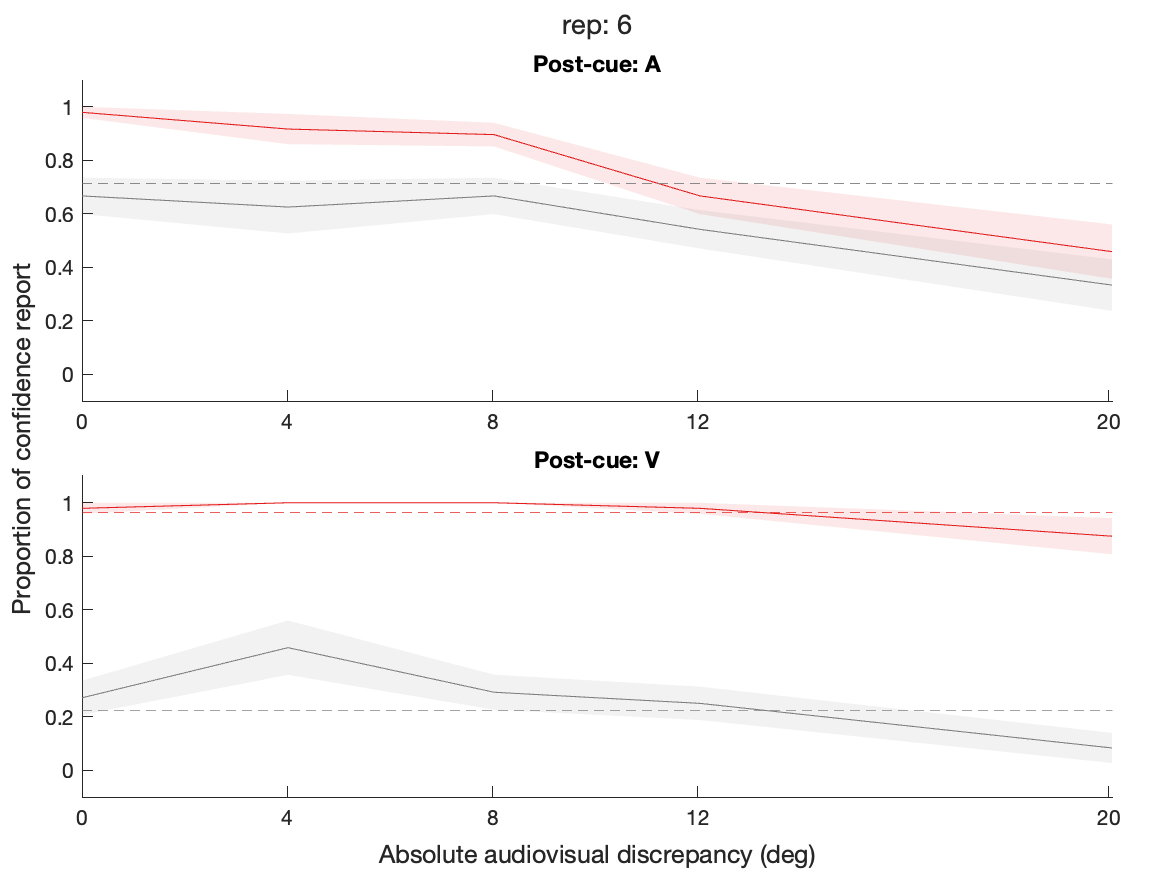 rep: 6
Post-cue: A
1
0.8
0.6
0.4
0.2
0
0 4 8 12 20
Proportion of confidence report
Post-cue: V
1
0.8
0.6
0.4
0.2
0
0 4 8 12 20
Absolute audiovisual discrepancy (deg)